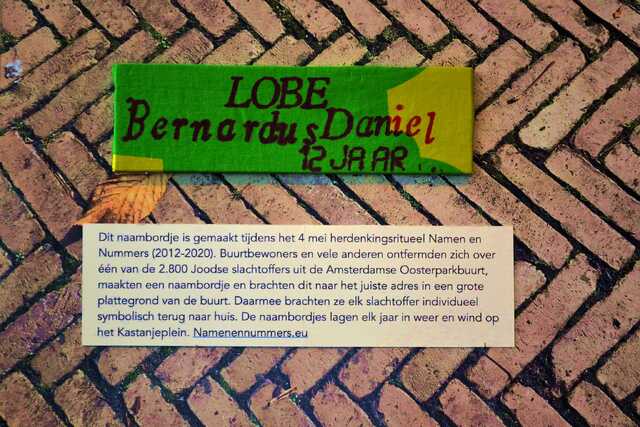 LOBE
Bernardus Daniel
12 JAAR...
Dit naambordje is gemaakt tijdens het 4 mei herdenkingsritueel Namen en
Nummers (2012-2020). Buurtbewoners en vele anderen ontfermden zich over
één van de 2.800 Joodse slachtoffers uit de Amsterdamse Oosterparkbuurt,
maakten een naambordje en brachten dit naar het juiste adres in een grote
plattegrond van de buurt. Daarmee brachten ze elk slachtoffer individueel
symbolisch terug naar huis. De naambordjes lagen elk jaar in weer en wind op
het Kastanjeplein. Namenennummers.eu